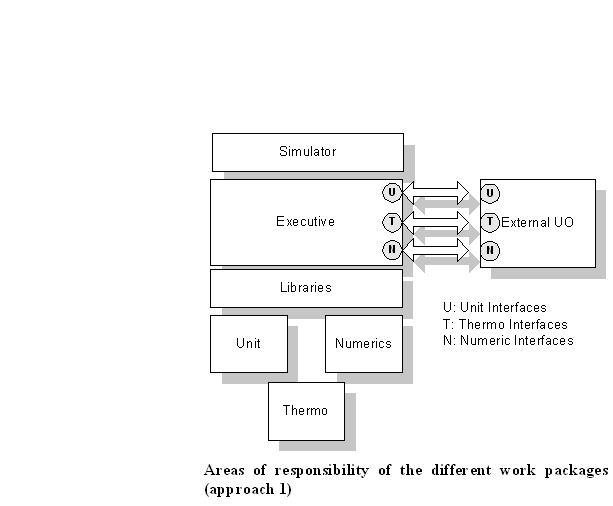 Simulator
U
U
Executive
T
T
External UO
N
N
Libraries
U: Unit Interfaces
T: Thermo Interfaces
N: Numeric Interfaces
Unit
Numerics
Thermo
Areas of responsibility of the different work packages
(approach 1)